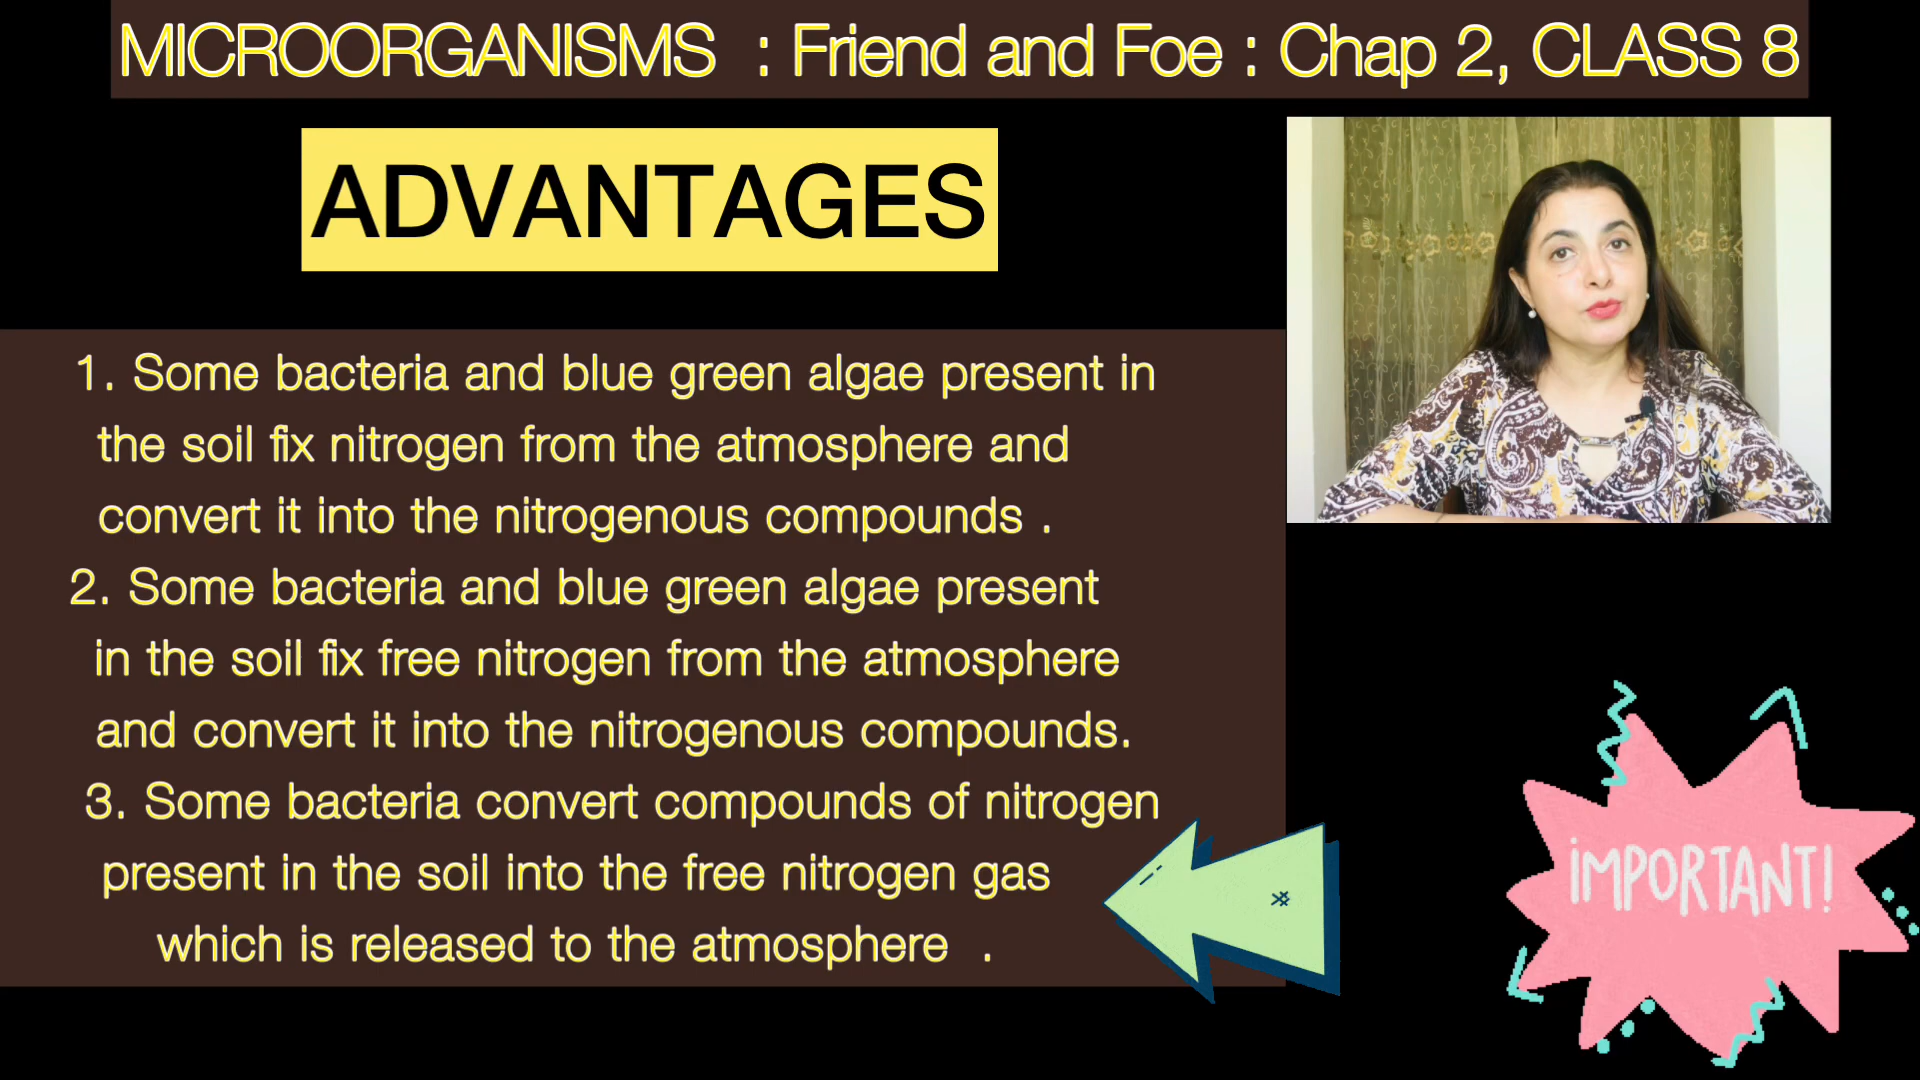 MICROORGANISMS : Friend and Foe : Chap 2, CLASS 8
ADVANTAGES
1. Some bacteria and blue green algae present in
the soil fix nitrogen from the atmosphere and
convert it into the nitrogenous compounds .
2. Some bacteria and blue green algae present
in the soil fix free nitrogen from the atmosphere
and convert it into the nitrogenous compounds.
3. Some bacteria convert compounds of nitrogen
present in the soil into the free nitrogen gas
which is released to the atmosphere .
iMPORTANT!